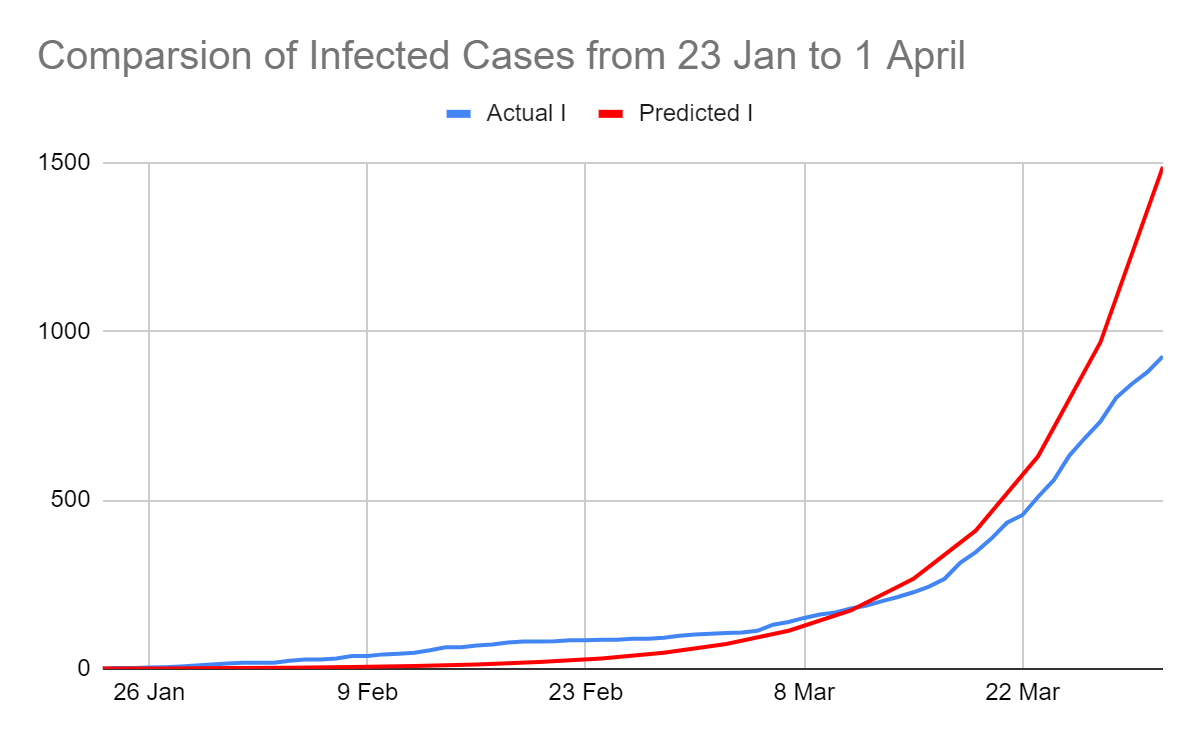 Comparsion of Infected Cases from 23 Jan to 1 April
Actual I Predicted I
1500
1000
500
0
26 Jan 9 Feb 23 Feb 8 Mar 22 Mar